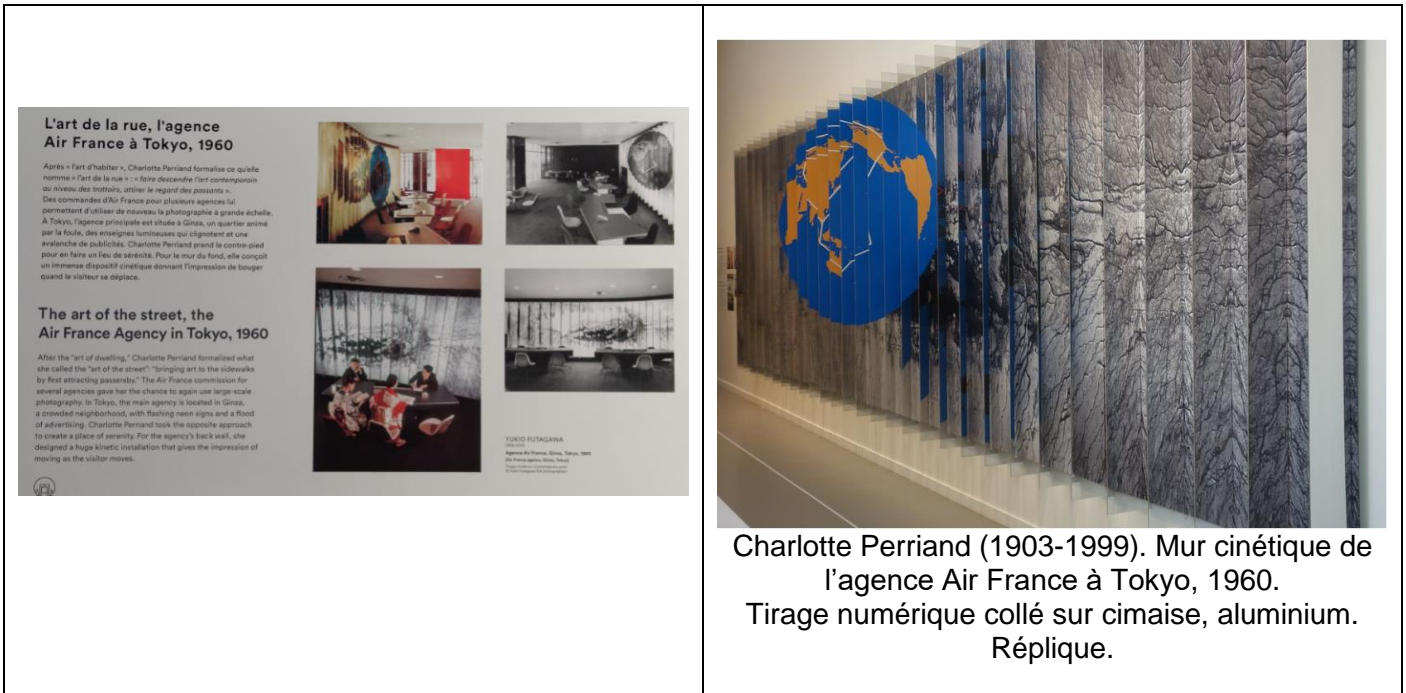 L'art de la rue, l'agence
Air France à Tokyo, 1960
Après « l'art d'habiter », Charlotte Perriand formalise ce qu'elle
nomme « l'art de la rue » : « faire descendre l'art contemporain
au niveau des trottoirs, attirer le regard des passants ».
Des commandes d'Air France pour plusieurs agences lui
permettent d'utiliser de nouveau la photographie à grande échelle.
À Tokyo, l'agence principale est située à Ginza, un quartier animé
par la foule, des enseignes lumineuses qui clignotent et une
avalanche de publicités. Charlotte Perriand prend le contre-pied
pour en faire un lieu de sérénité. Pour le mur du fond, elle conçoit
un immense dispositif cinétique donnant l'impression de bouger
quand le visiteur se déplace.
The art of the street, the
Air France Agency in Tokyo, 1960
After the "art of dwelling," Charlotte Perriand formalized what
she called the "art of the street": "bringing art to the sidewalks
by first attracting passersby." The Air France commission for
several agencies gave her the chance to again use large-scale
photography. In Tokyo, the main agency is located in Ginza,
a crowded neighborhood, with flashing neon signs and a flood
of advertising. Charlotte Perriand took the opposite approach
to create a place of serenity. For the agency's back wall, she
designed a huge kinetic installation that gives the impression of
moving as the visitor moves.
YUKIO FUTAGAWA
Agence Air France, Ginza, Tokyo, 1960
Charlotte Perriand (1903-1999). Mur cinétique de
l'agence Air France à Tokyo, 1960.
Tirage numérique collé sur cimaise, aluminium.
Réplique.